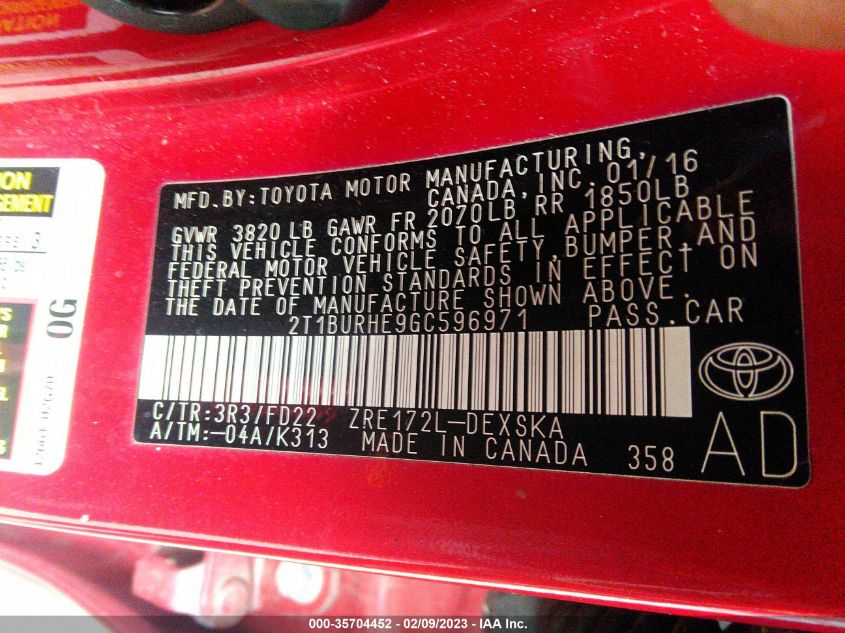 MFD.BY:TOYOTA MOTOR MANUFACTURING,
CANADA, INC. 01/16
GVWR 3820 LB GAWR FR 2070LB RR 1850LB
THIS VEHICLE CONFORMS TO ALL APPLICABLE
FEDERAL MOTOR VEHICLE SAFETY,BUMPER,AND
THEFT PREVENTION STANDARDS IN EFFECT ON
THE DATE OF MANUFACTURE SHOWN ABOVE.
2T1BURHE9GC596971 PASS.CAR
C/TR:3R3/FD22 ZRE172L-DEXSKA
A/TM:-04A/K313 MADE IN CANADA 358
AD
0G
000-35704452 - 02/09/2023 - IAA Inc.